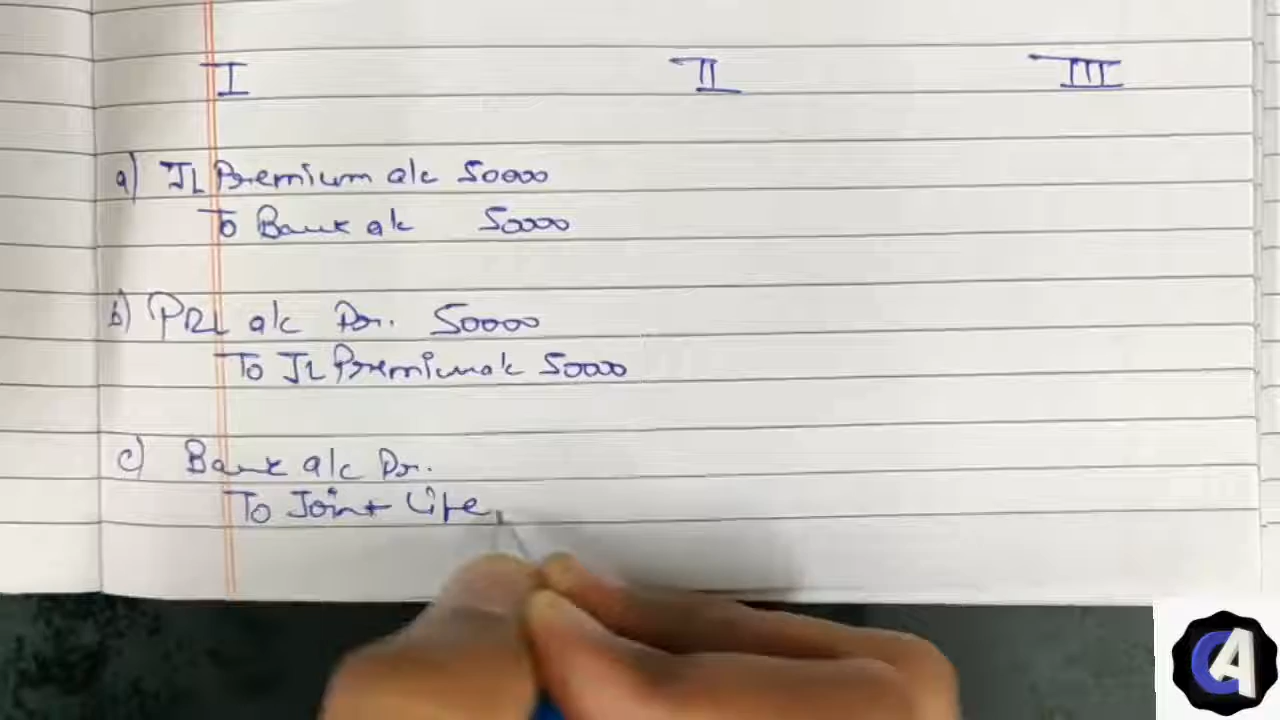 I II III
a) JL Premium a/c 50000
To Bank a/c 50000
b) P&L a/c Dr. 50000
To JL Premium a/c 50000
c) Bank a/c Dr.
To Joint Life
CA